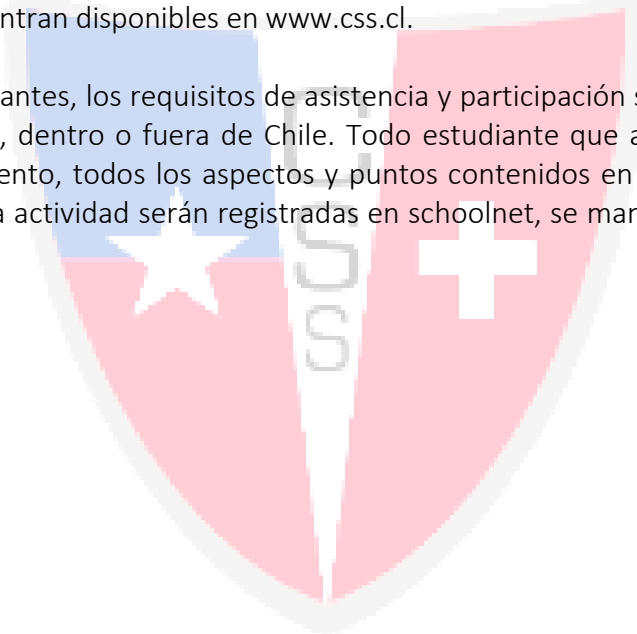 ntran disponibles en www.css.cl.
antes, los requisitos de asistencia y participación s
, dentro o fuera de Chile. Todo estudiante que a
ento, todos los aspectos y puntos contenidos en
a actividad serán registradas en schoolnet, se mar
C
S
S